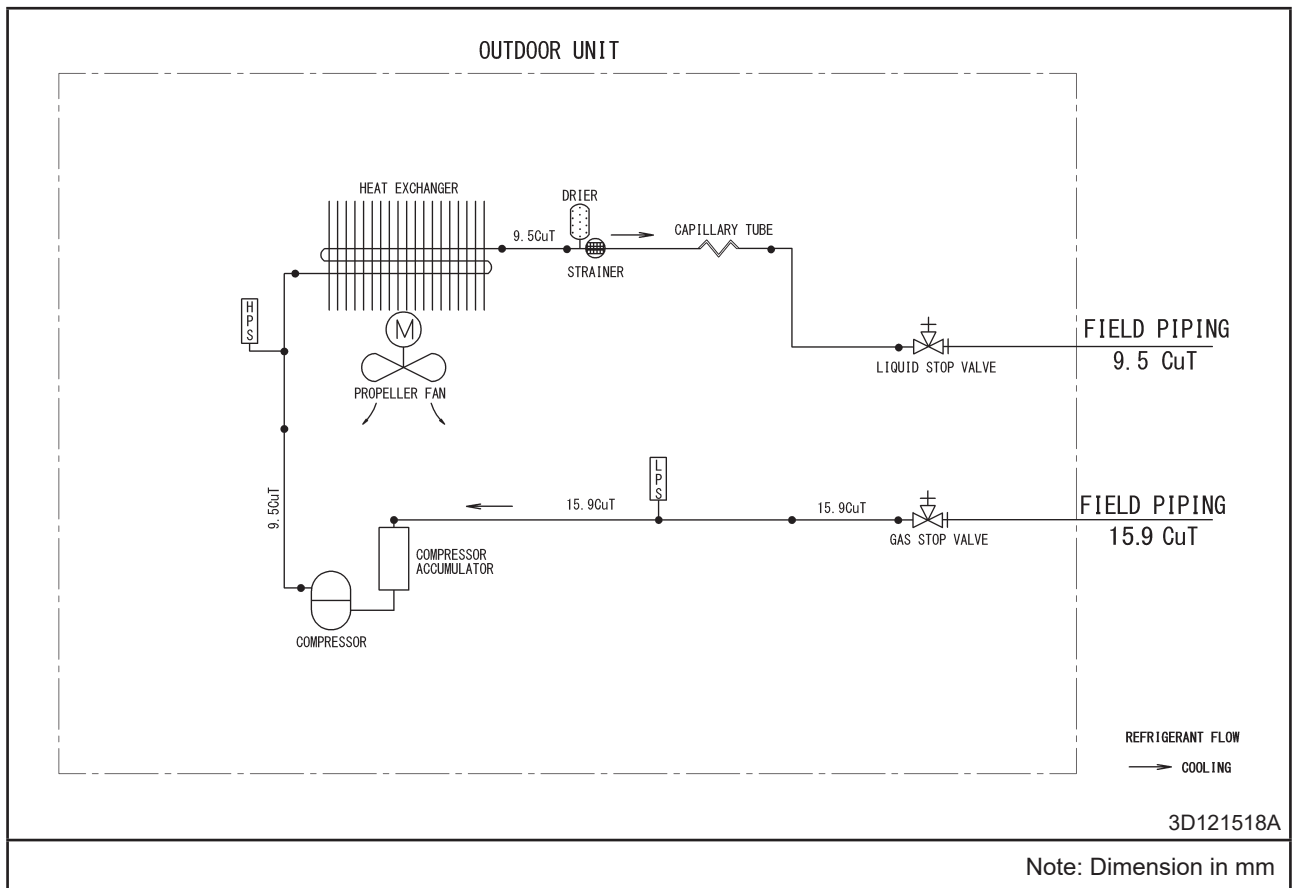 OUTDOOR UNIT
HEAT EXCHANGER
DRIER
9.5CuT
CAPILLARY TUBE
STRAINER
HPS
M
FIELD PIPING
9.5 CuT
LIQUID STOP VALVE
PROPELLER FAN
LPS
9.5CuT
15.9CuT
15.9CuT
FIELD PIPING
15.9 CuT
GAS STOP VALVE
COMPRESSOR
ACCUMULATOR
COMPRESSOR
REFRIGERANT FLOW
COOLING
3D121518A
Note: Dimension in mm